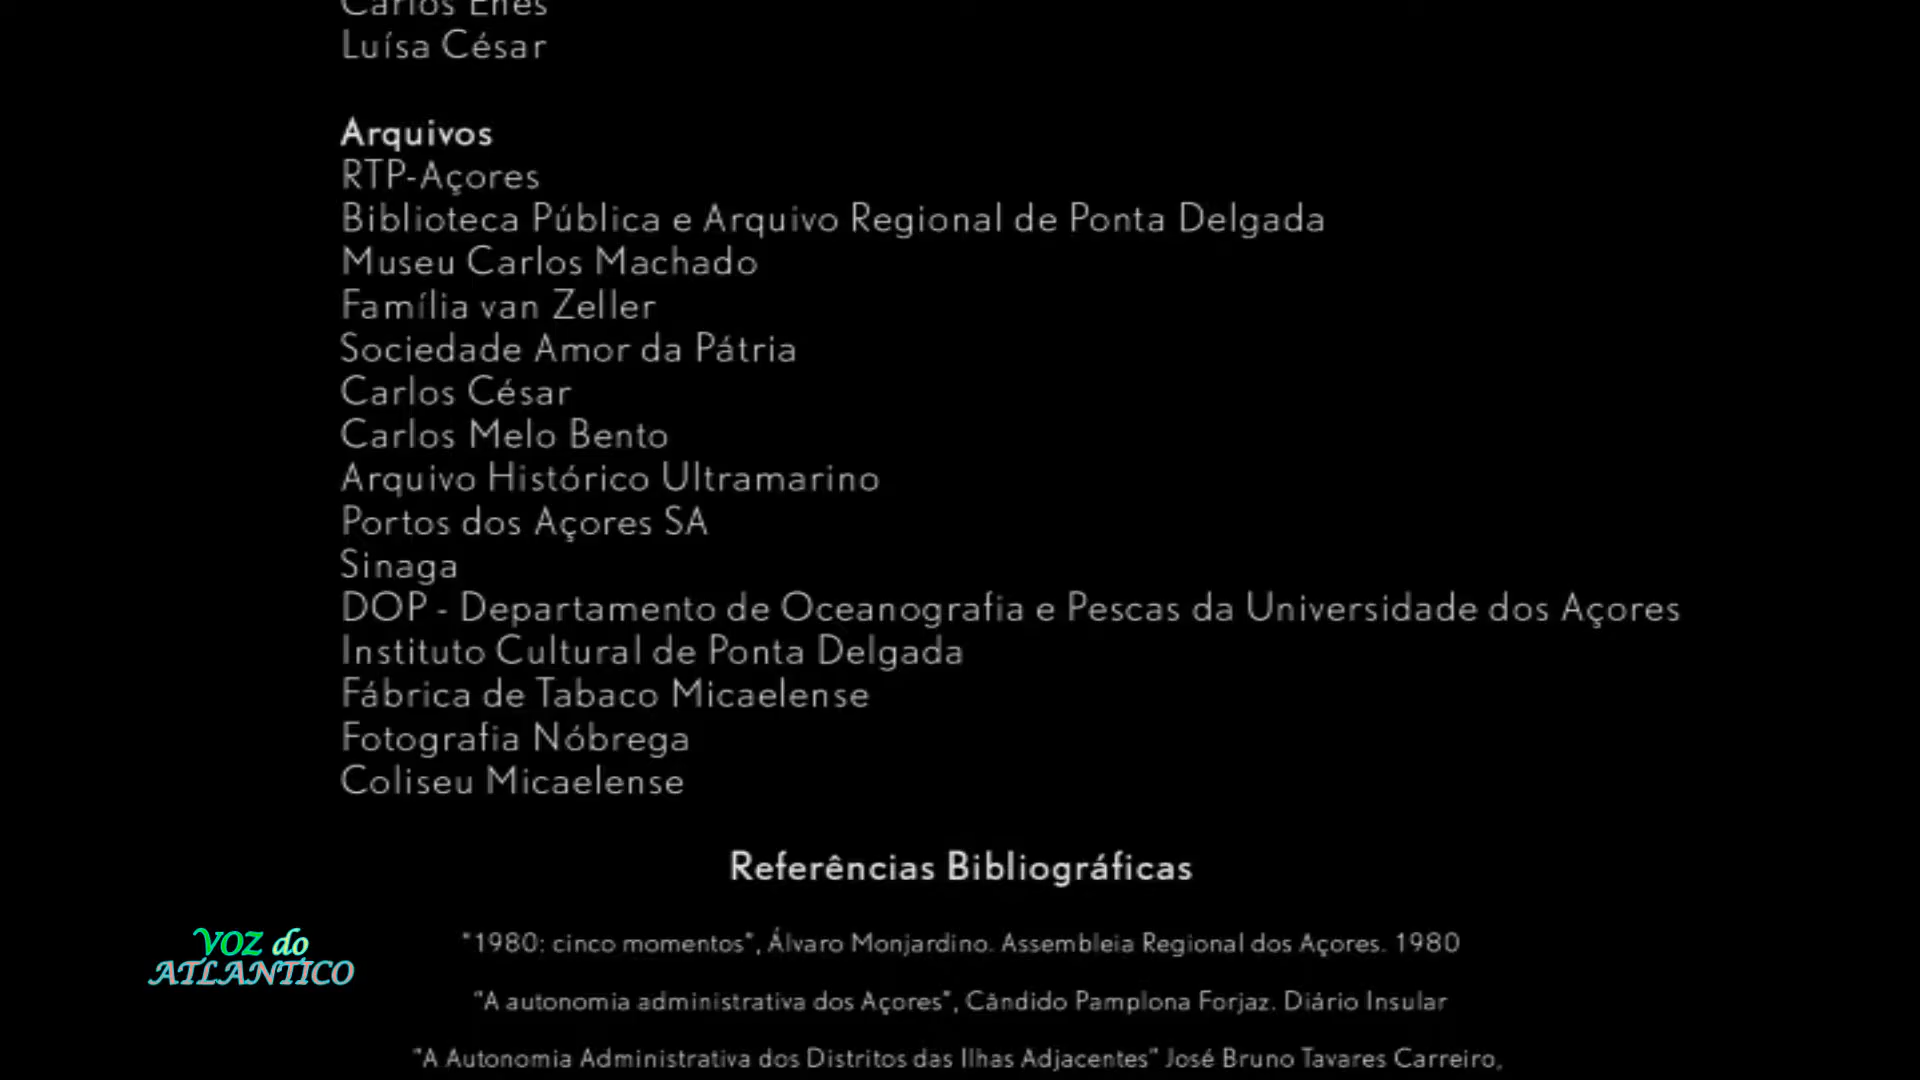 Carlos Enes
Luísa César
Arquivos
RTP-Açores
Biblioteca Pública e Arquivo Regional de Ponta Delgada
Museu Carlos Machado
Família van Zeller
Sociedade Amor da Pátria
Carlos César
Carlos Melo Bento
Arquivo Histórico Ultramarino
Portos dos Açores SA
Sinaga
DOP - Departamento de Oceanografia e Pescas da Universidade dos Açores
Instituto Cultural de Ponta Delgada
Fábrica de Tabaco Micaelense
Fotografia Nóbrega
Coliseu Micaelense
Referências Bibliográficas
"1980: cinco momentos", Álvaro Monjardino. Assembleia Regional dos Açores. 1980
"A autonomia administrativa dos Açores", Cândido Pamplona Forjaz. Diário Insular
"A Autonomia Administrativa dos Distritos das Ilhas Adjacentes" José Bruno Tavares Carreiro,
VOZ do
ATLANTICO